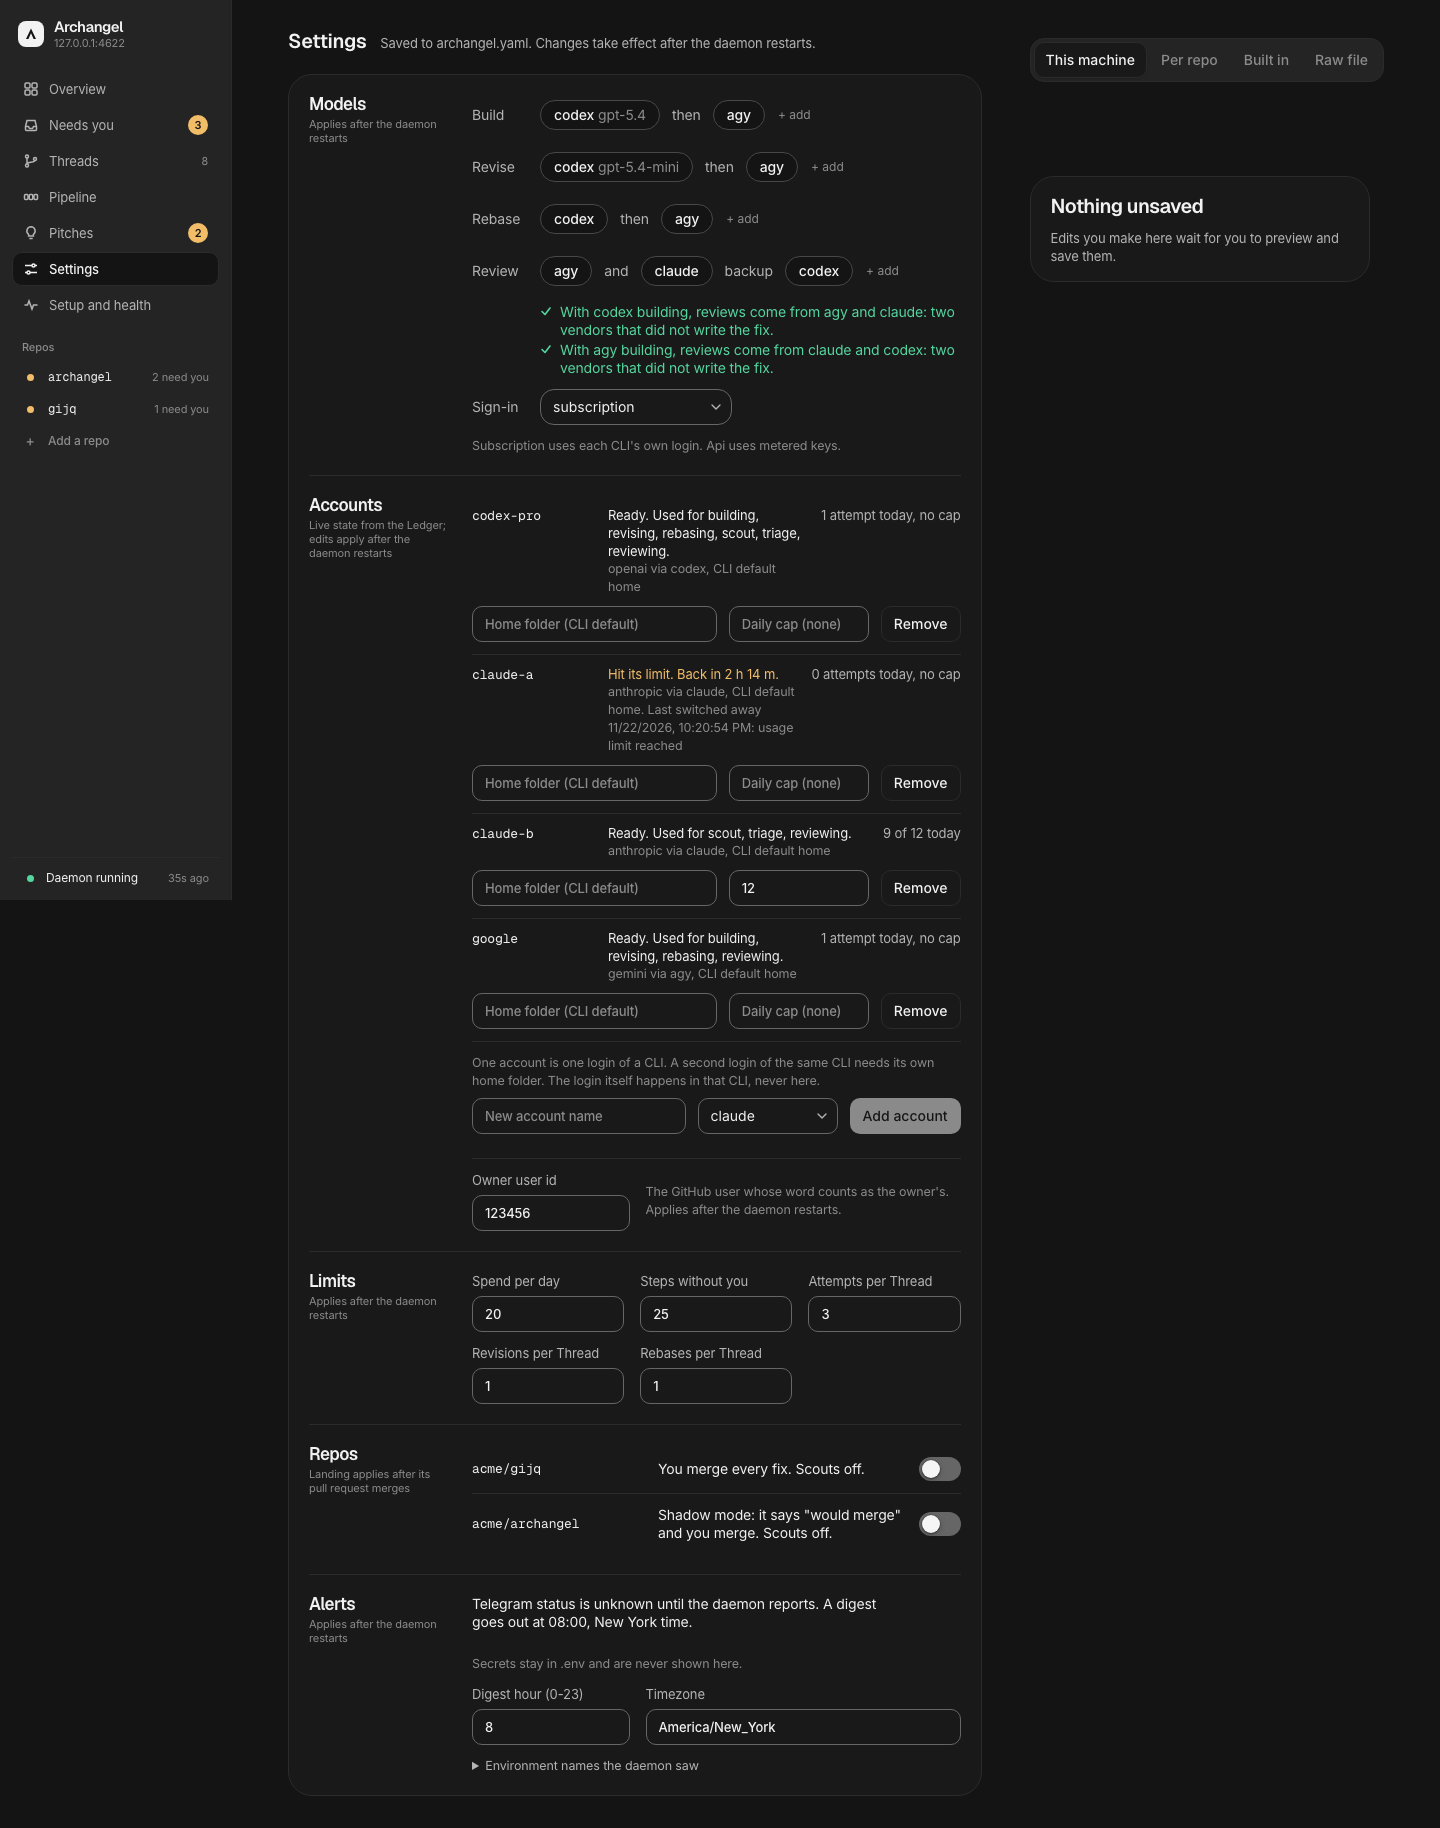 Archangel
127.0.0.1:4622
Overview
Needs you 3
Threads 8
Pipeline
Pitches 2
Settings
Setup and health
Repos
archangel 2 need you
gijq 1 need you
+ Add a repo
Daemon running 35s ago
Settings Saved to archangel.yaml. Changes take effect after the daemon restarts.
This machine Per repo Built in Raw file
Nothing unsaved
Edits you make here wait for you to preview and
save them.
Models
Applies after the daemon
restarts
Build codex gpt-5.4 then agy + add
Revise codex gpt-5.4-mini then agy + add
Rebase codex then agy + add
Review agy and claude backup codex + add
With codex building, reviews come from agy and claude: two
vendors that did not write the fix.
With agy building, reviews come from claude and codex: two
vendors that did not write the fix.
Sign-in subscription
Subscription uses each CLI's own login. Api uses metered keys.
Accounts
Live state from the Ledger;
edits apply after the
daemon restarts
codex-pro Ready. Used for building, 1 attempt today, no cap
revising, rebasing, scout, triage,
reviewing.
openai via codex, CLI default
home
Home folder (CLI default) Daily cap (none) Remove
claude-a Hit its limit. Back in 2 h 14 m. 0 attempts today, no cap
anthropic via claude, CLI default
home. Last switched away
11/22/2026, 10:20:54 PM: usage
limit reached
Home folder (CLI default) Daily cap (none) Remove
claude-b Ready. Used for scout, triage, reviewing. 9 of 12 today
anthropic via claude, CLI default home
Home folder (CLI default) 12 Remove
google Ready. Used for building, 1 attempt today, no cap
revising, rebasing, reviewing.
gemini via agy, CLI default home
Home folder (CLI default) Daily cap (none) Remove
One account is one login of a CLI. A second login of the same CLI needs its own
home folder. The login itself happens in that CLI, never here.
New account name claude Add account
Owner user id
123456
The GitHub user whose word counts as the owner's.
Applies after the daemon restarts.
Limits
Applies after the daemon
restarts
Spend per day Steps without you Attempts per Thread
20 25 3
Revisions per Thread Rebases per Thread
1 1
Repos
Landing applies after its
pull request merges
acme/gijq You merge every fix. Scouts off.
acme/archangel Shadow mode: it says "would merge"
and you merge. Scouts off.
Alerts
Applies after the daemon
restarts
Telegram status is unknown until the daemon reports. A digest
goes out at 08:00, New York time.
Secrets stay in .env and are never shown here.
Digest hour (0-23) Timezone
8 America/New_York
Environment names the daemon saw